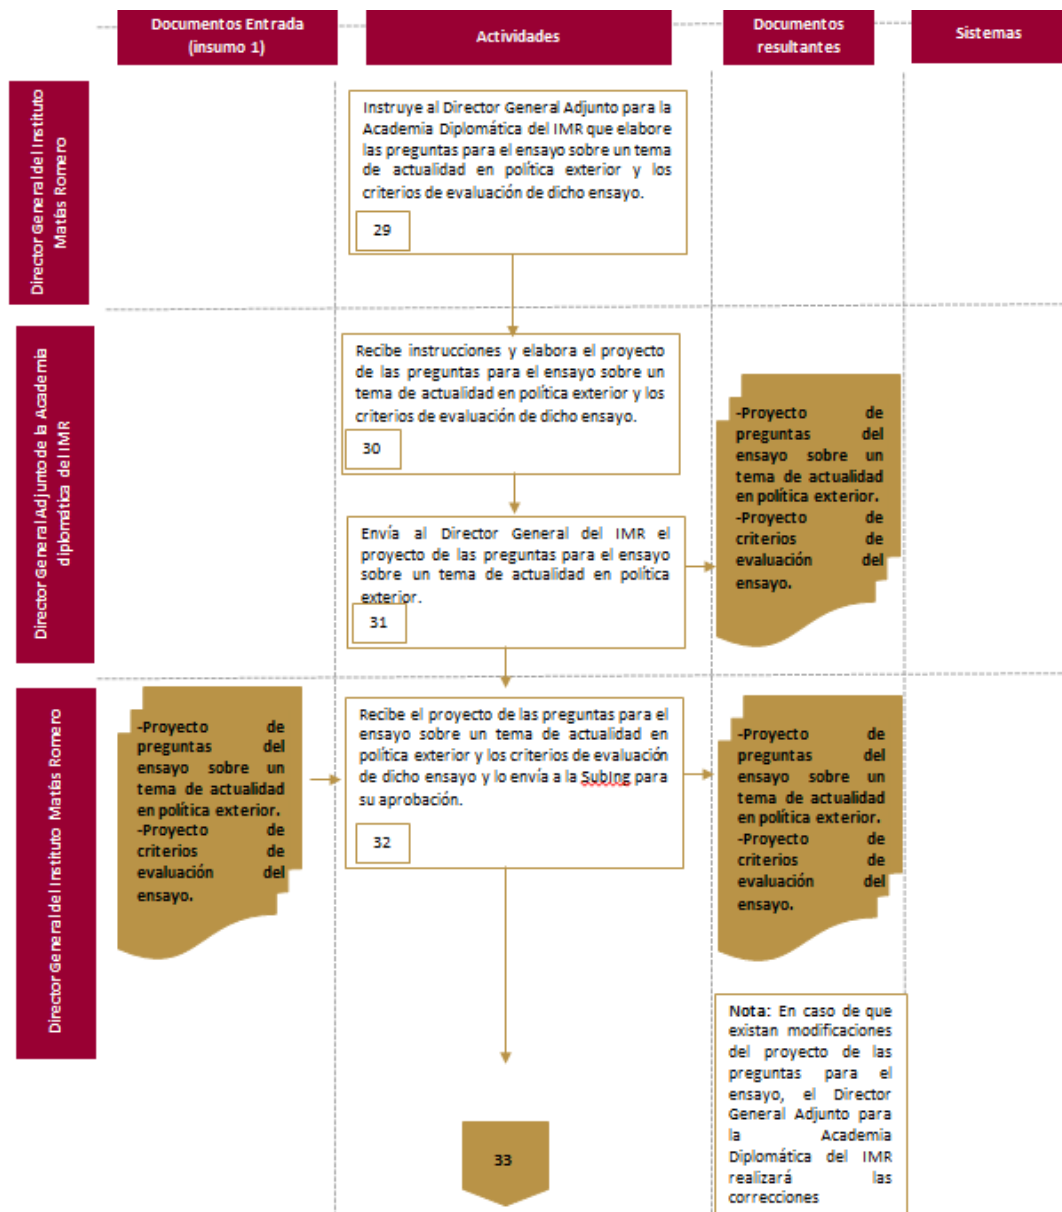 Documentos Entrada
(insumo 1)
Actividades
Documentos
resultantes
Sistemas
Director General del Instituto
Matías Romero
Instruye al Director General Adjunto para la
Academia Diplomática del IMR que elabore
las preguntas para el ensayo sobre un tema
de actualidad en política exterior y los
criterios de evaluación de dicho ensayo.
29
Director General Adjunto de la Academia
diplomática del IMR
Recibe instrucciones y elabora el proyecto
de las preguntas para el ensayo sobre un
tema de actualidad en política exterior y los
criterios de evaluación de dicho ensayo.
30
Envía al Director General del IMR el
proyecto de las preguntas para el ensayo
sobre un tema de actualidad en política
exterior.
31
-Proyecto de
preguntas del
ensayo sobre un
tema de actualidad
en política exterior.
-Proyecto de
criterios de
evaluación del
ensayo.
Director General del Instituto Matías Romero
-Proyecto de
preguntas del
ensayo sobre un
tema de actualidad
en política exterior.
-Proyecto de
criterios de
evaluación del
ensayo.
Recibe el proyecto de las preguntas para el
ensayo sobre un tema de actualidad en
política exterior y los criterios de evaluación
de dicho ensayo y lo envía a la SubIng para
su aprobación.
32
-Proyecto de
preguntas del
ensayo sobre un
tema de actualidad
en política exterior.
-Proyecto de
criterios de
evaluación del
ensayo.
Nota: En caso de que
existan modificaciones
del proyecto de las
preguntas para el
ensayo, el Director
General Adjunto para
la Academia
Diplomática del IMR
realizará las
correcciones
33